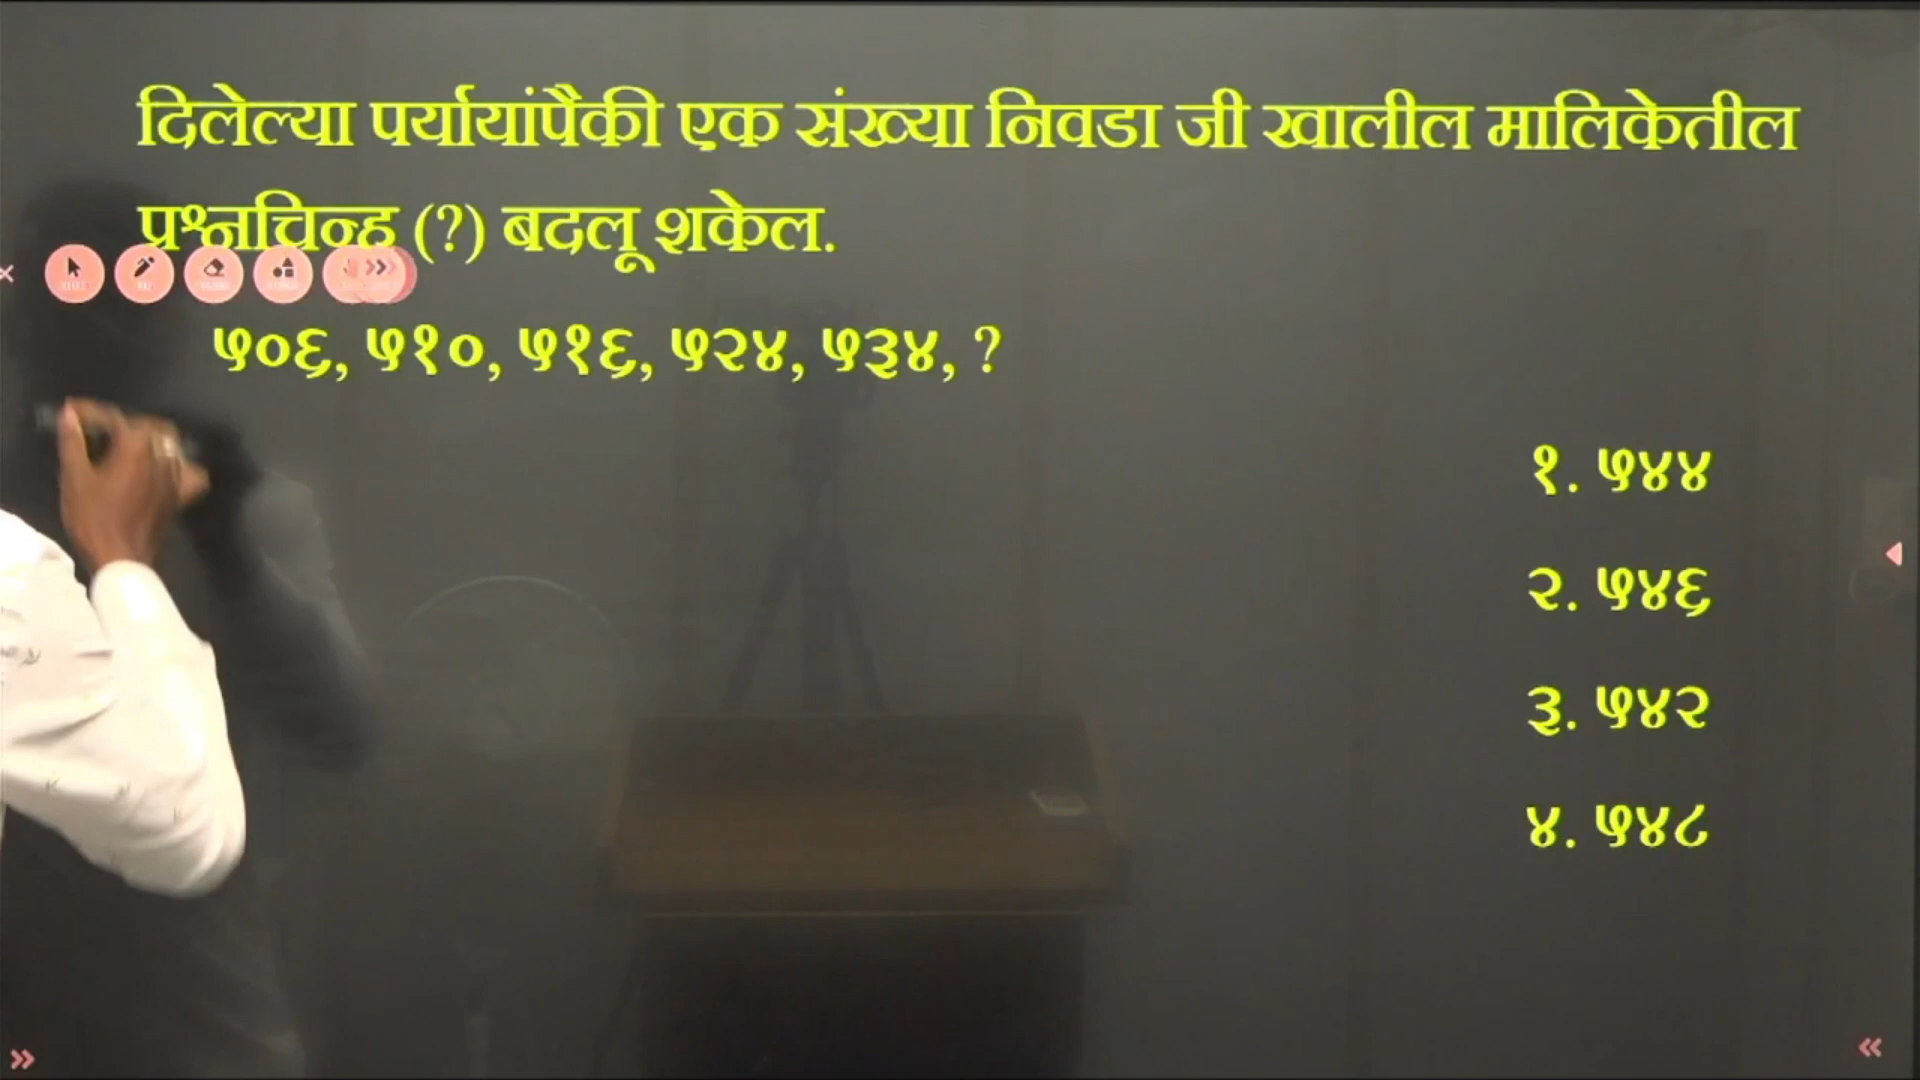 दिलेल्या पर्यायांपैकी एक संख्या निवडा जी खालील मालिकेतील
प्रश्नचिन्ह (?) बदलू शकेल.
५०६, ५१०, ५१६, ५२४, ५३४, ?
१. ५४४
२. ५४६
३. ५४२
४. ५४८